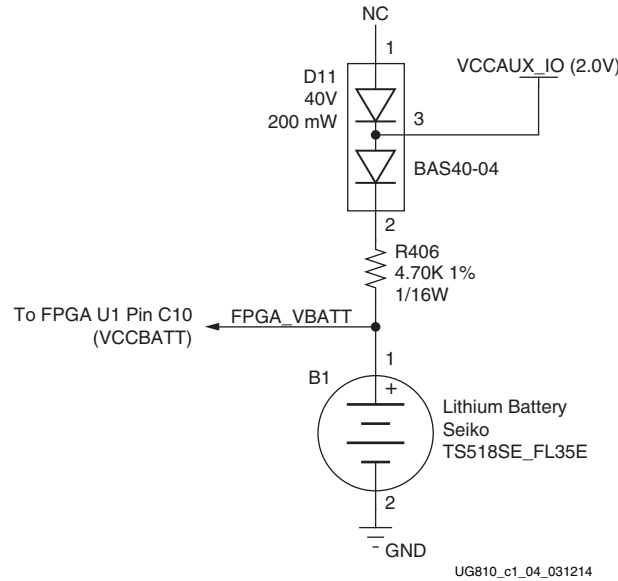 NC
1
D11
40V
200 mW
VCCAUX_IO (2.0V)
3
BAS40-04
2
R406
4.70K 1%
1/16W
To FPGA U1 Pin C10
(VCCBATT)
FPGA_VBATT
1
B1
+
Lithium Battery
Seiko
TS518SE_FL35E
2
GND
UG810_c1_04_031214